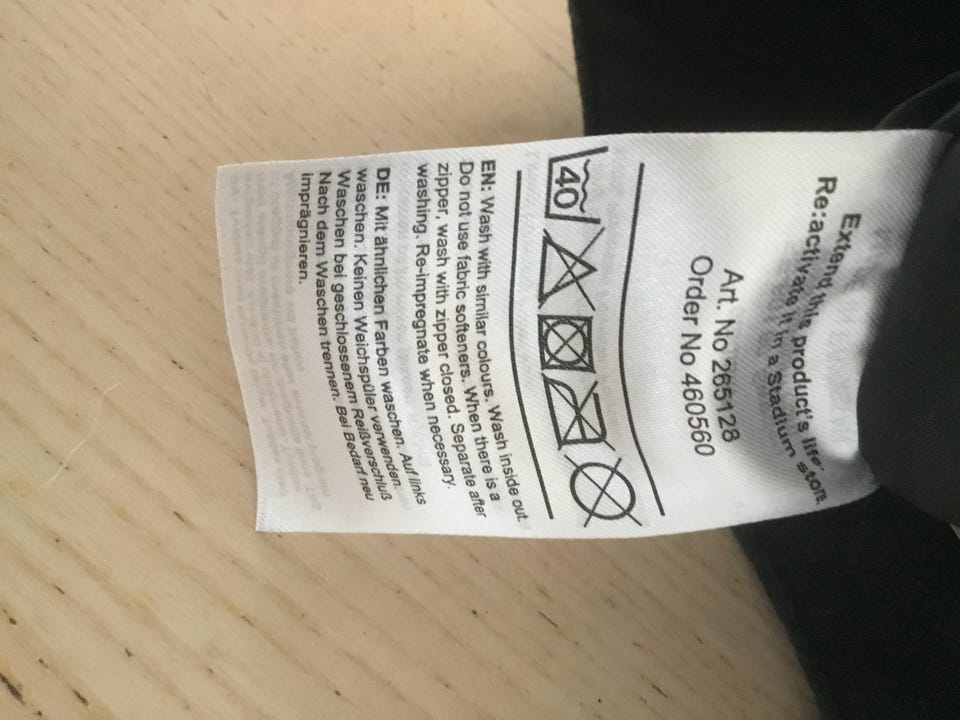 Extend this product's life:
Re:activate it in a Stadium store.
Art. No 265128
Order No 460560
40
EN: Wash with similar colours. Wash inside out.
Do not use fabric softeners. When there is a
zipper, wash with zipper closed. Separate after
washing. Re-impregnate when necessary.
DE: Mit ähnlichen Farben waschen. Auf links
waschen. Keinen Weichspüler verwenden.
Waschen bei geschlossenem Reißverschluß
Nach dem Waschen trennen. Bei Bedarf neu
imprägnieren.